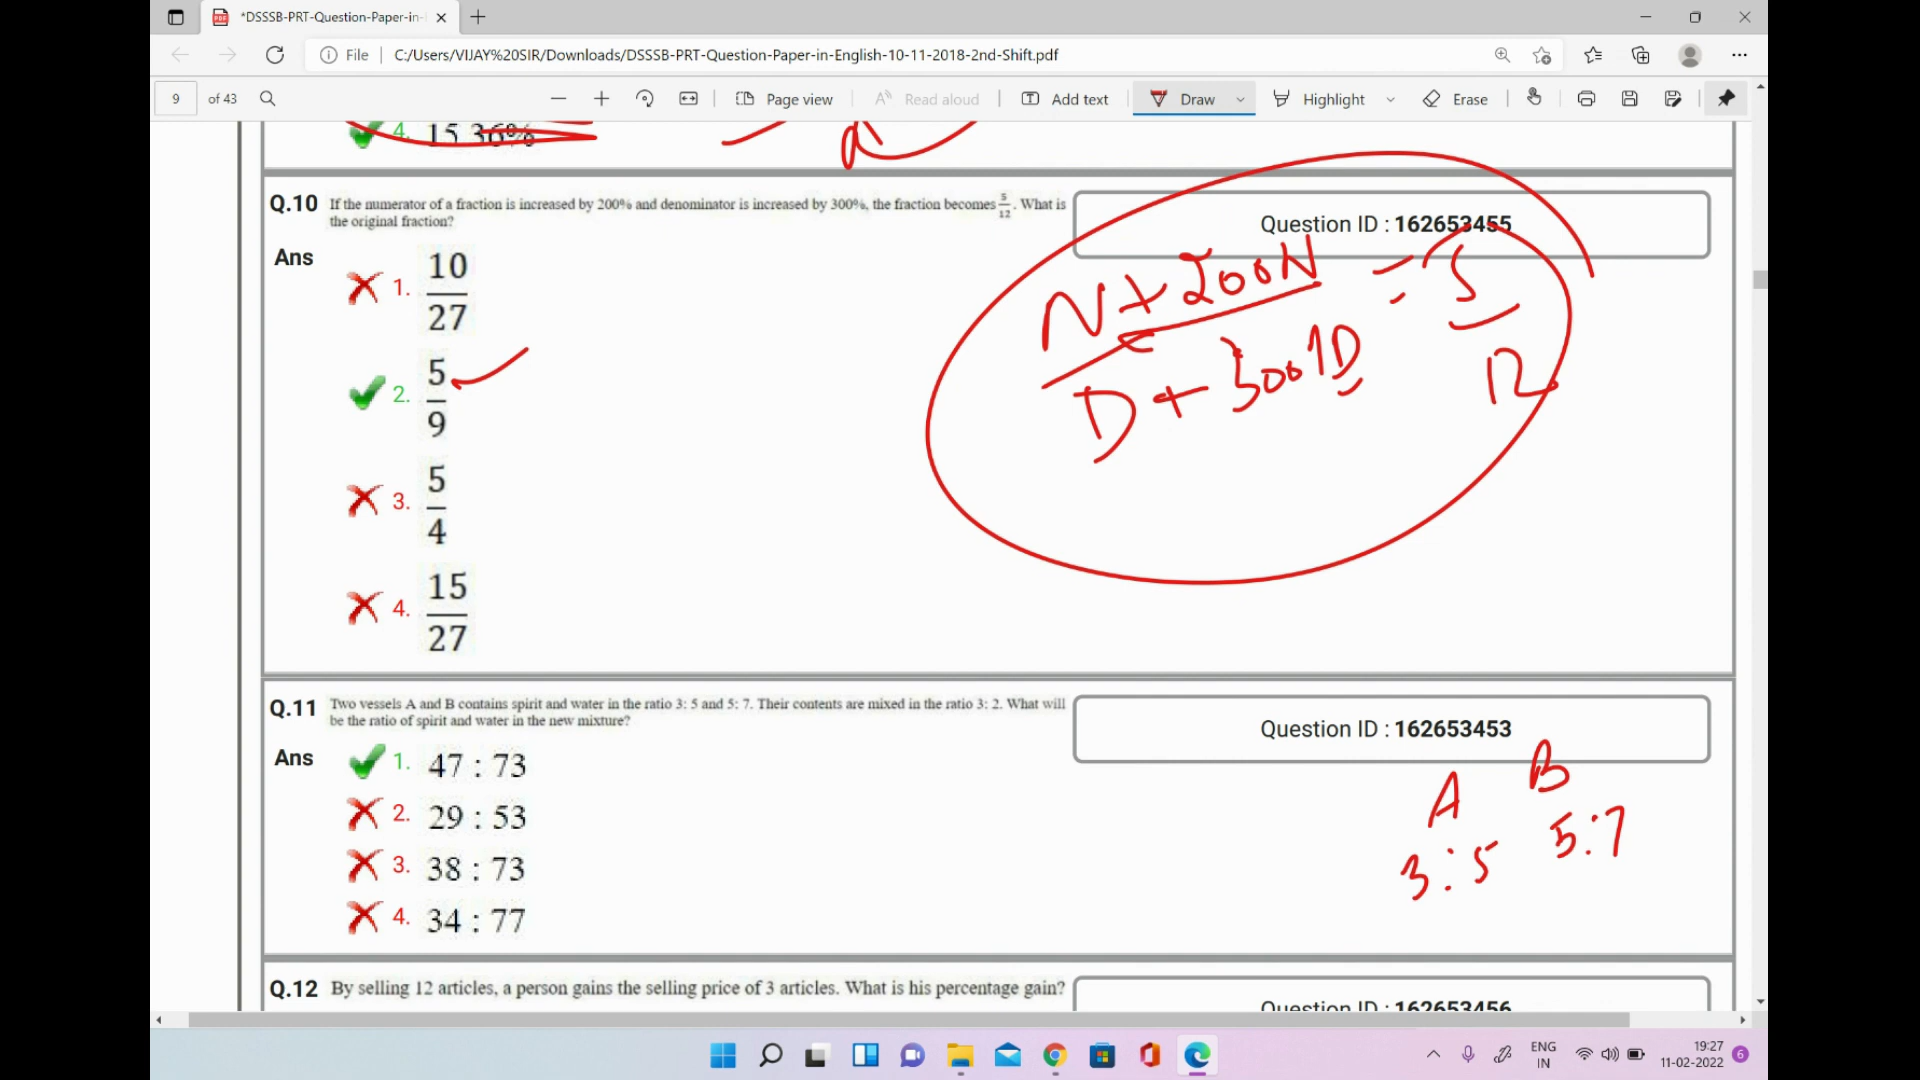 *DSSSB-PRT-Question-Paper-in-
File
C:/Users/VIJAY%20SIR/Downloads/DSSSB-PRT-Question-Paper-in-English-10-11-2018-2nd-Shift.pdf
9 of 43
Page view
Read aloud
Add text
Draw
Highlight
Erase
4. 15.36%
Q.10 If the numerator of a fraction is increased by 200% and denominator is increased by 300%, the fraction becomes 5/12. What is
the original fraction?
Question ID : 162653455
Ans
1. 10/27
2. 5/9
3. 5/4
4. 15/27
N+200N
D+300 D
= 5
12
Q.11 Two vessels A and B contains spirit and water in the ratio 3: 5 and 5: 7. Their contents are mixed in the ratio 3: 2. What will
be the ratio of spirit and water in the new mixture?
Question ID : 162653453
Ans
1. 47 : 73
2. 29 : 53
3. 38 : 73
4. 34 : 77
A B
3:5 5:7
Q.12 By selling 12 articles, a person gains the selling price of 3 articles. What is his percentage gain?
Question ID : 162653456
ENG
IN
19:27
11-02-2022
6